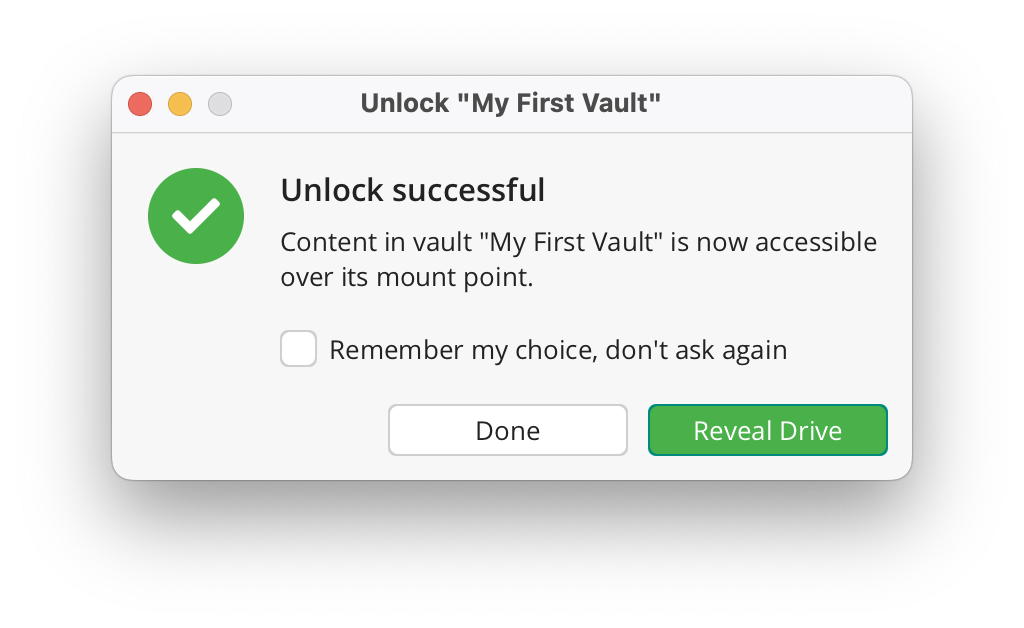 Unlock "My First Vault"
Unlock successful
Content in vault "My First Vault" is now accessible
over its mount point.
Remember my choice, don't ask again
Done
Reveal Drive